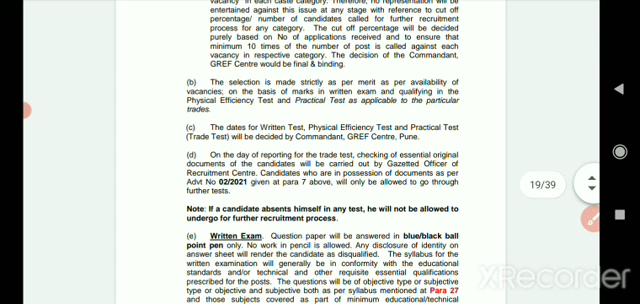 vacancy in each caste category. Therefore, no representation will be
entertained against this issue at any stage with reference to cut off
percentage/ number of candidates called for further recruitment
process for any category. The cut off percentage will be decided
purely based on No of applications received and to ensure that
minimum 10 times of the number of post is called against each
vacancy in respective category. The decision of the Commandant,
GREF Centre would be final & binding.
(b) The selection is made strictly as per merit as per availability of
vacancies; on the basis of marks in written exam and qualifying in the
Physical Efficiency Test and Practical Test as applicable to the particular
trades.
(c) The dates for Written Test, Physical Efficiency Test and Practical Test
(Trade Test) will be decided by Commandant, GREF Centre, Pune.
(d) On the day of reporting for the trade test, checking of essential original
documents of the candidates will be carried out by Gazetted Officer of
Recruitment Centre. Candidates who are in possession of documents as per
Advt No 02/2021 given at para 7 above, will only be allowed to go through
further tests.
Note: If a candidate absents himself in any test, he will not be allowed to
undergo for further recruitment process.
(e) Written Exam. Question paper will be answered in blue/black ball
point pen only. No work in pencil is allowed. Any disclosure of identity on
answer sheet will render the candidate as disqualified. The syllabus for
the written examination will generally be in conformity with the educational
standards and/or technical and other requisite essential qualifications
prescribed for the posts. The questions will be of objective type or subjective
type or objective and subjective both as per syllabus mentioned at Para 27
and those subjects covered as part of minimum educational/technical
19/39
XRECORDER